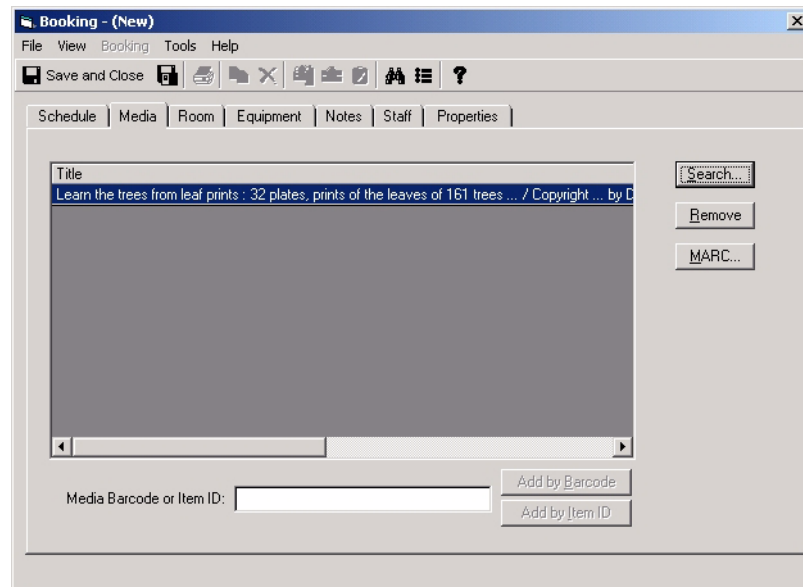 Booking - (New)
File View Booking Tools Help
Save and Close ?
Schedule Media Room Equipment Notes Staff Properties
Title
Learn the trees from leaf prints : 32 plates, prints of the leaves of 161 trees ... / Copyright ... by D
Search...
Remove
MARC...
Media Barcode or Item ID:
Add by Barcode
Add by Item ID